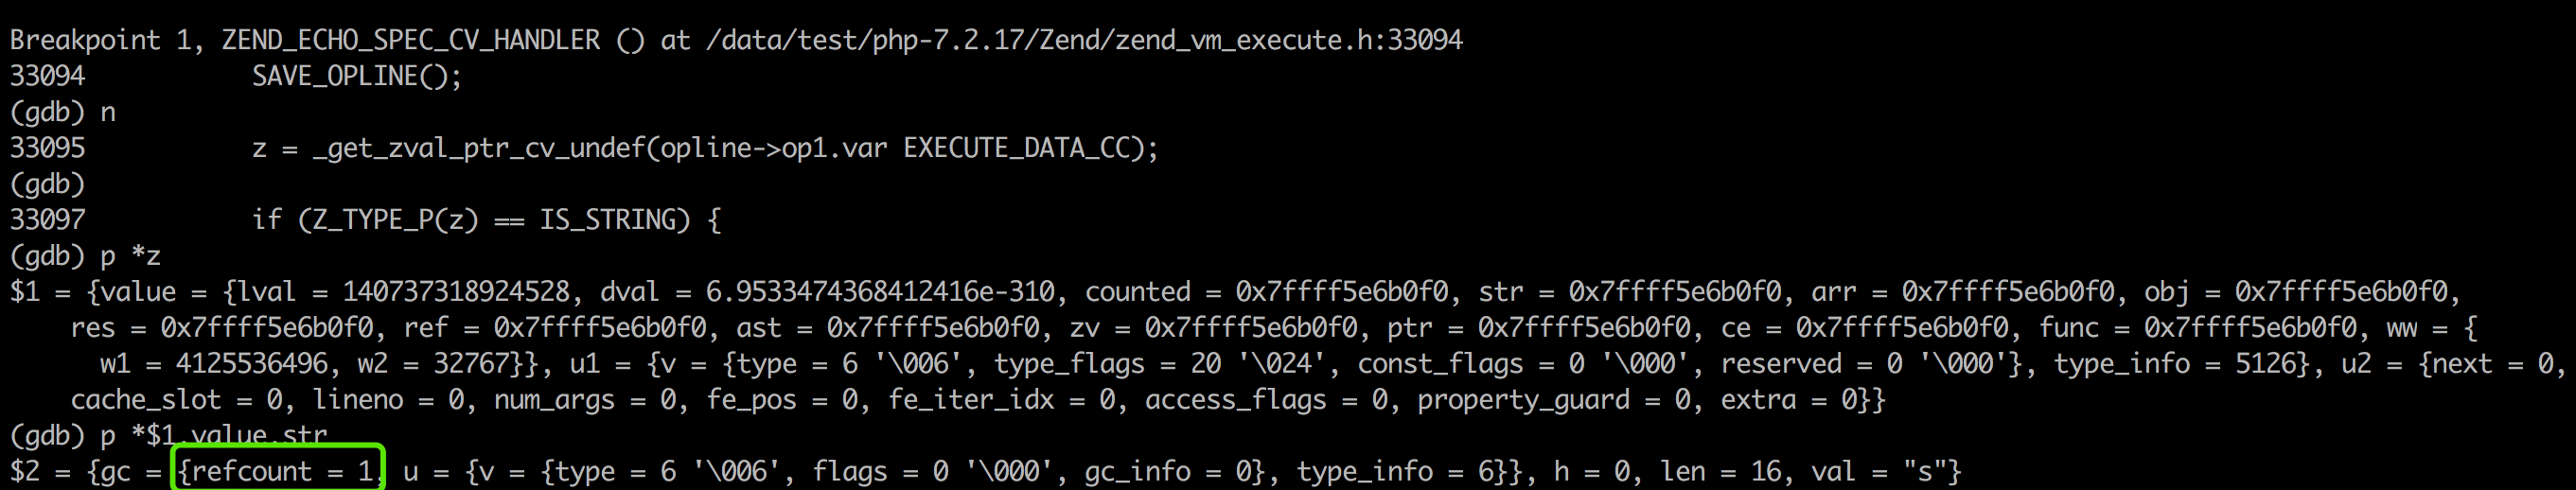 Breakpoint 1, ZEND_ECHO_SPEC_CV_HANDLER () at /data/test/php-7.2.17/Zend/zend_vm_execute.h:33094
33094 SAVE_OPLINE();
(gdb) n
33095 z = _get_zval_ptr_cv_undef(opline->op1.var EXECUTE_DATA_CC);
(gdb)
33097 if (Z_TYPE_P(z) == IS_STRING) {
(gdb) p *z
$1 = {value = {lval = 140737318924528, dval = 6.9533474368412416e-310, counted = 0x7ffff5e6b0f0, str = 0x7ffff5e6b0f0, arr = 0x7ffff5e6b0f0, obj = 0x7ffff5e6b0f0,
res = 0x7ffff5e6b0f0, ref = 0x7ffff5e6b0f0, ast = 0x7ffff5e6b0f0, zv = 0x7ffff5e6b0f0, ptr = 0x7ffff5e6b0f0, ce = 0x7ffff5e6b0f0, func = 0x7ffff5e6b0f0, ww = {
w1 = 4125536496, w2 = 32767}}, u1 = {v = {type = 6 '\006', type_flags = 20 '\024', const_flags = 0 '\000', reserved = 0 '\000'}, type_info = 5126}, u2 = {next = 0,
cache_slot = 0, lineno = 0, num_args = 0, fe_pos = 0, fe_iter_idx = 0, access_flags = 0, property_guard = 0, extra = 0}}
(gdb) p *$1.value.str
$2 = {gc = {refcount = 1, u = {v = {type = 6 '\006', flags = 0 '\000', gc_info = 0}, type_info = 6}}, h = 0, len = 16, val = "s"}